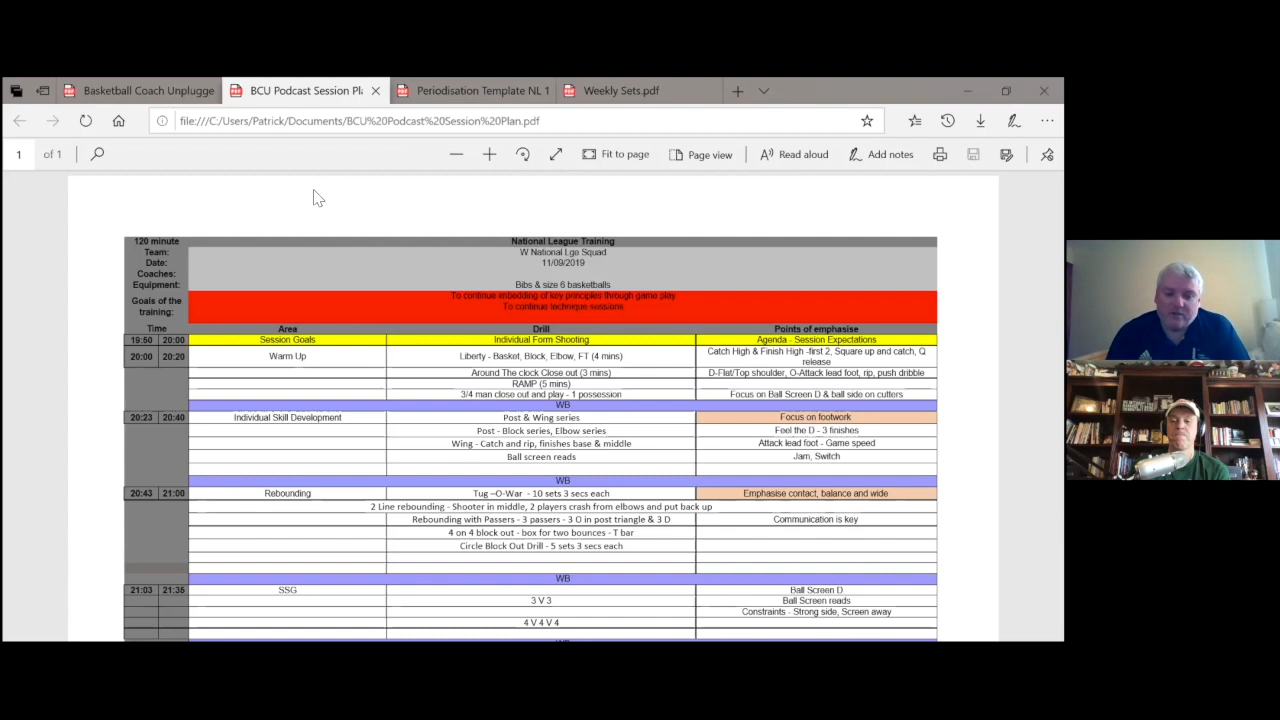 Basketball Coach Unplugge
BCU Podcast Session Pl
Periodisation Template NL 1
Weekly Sets.pdf
file:///C:/Users/Patrick/Documents/BCU%20Podcast%20Session%20Plan.pdf
1 of 1
Fit to page
Page view
Read aloud
Add notes
120 minute National League Training
Team: W National Lge Squad
Date: 11/09/2019
Coaches:
Equipment: Bibs & size 6 basketballs
Goals of the training: To continue imbedding of key principles through game play
To continue technique sessions
Time Area Drill Points of emphasise
19:50 20:00 Session Goals Individual Form Shooting Agenda - Session Expectations
20:00 20:20 Warm Up Liberty - Basket, Block, Elbow, FT (4 mins) Catch High & Finish High -first 2, Square up and catch, Q release
Around The clock Close out (3 mins) D-Flat/Top shoulder, O-Attack lead foot, rip, push dribble
RAMP (5 mins)
3/4 man close out and play - 1 possession Focus on Ball Screen D & ball side on cutters
WB
20:23 20:40 Individual Skill Development Post & Wing series Focus on footwork
Post - Block series, Elbow series Feel the D - 3 finishes
Wing - Catch and rip, finishes base & middle Attack lead foot - Game speed
Ball screen reads Jam, Switch
WB
20:43 21:00 Rebounding Tug –O-War - 10 sets 3 secs each Emphasise contact, balance and wide
2 Line rebounding - Shooter in middle, 2 players crash from elbows and put back up
Rebounding with Passers - 3 passers - 3 O in post triangle & 3 D Communication is key
4 on 4 block out - box for two bounces - T bar
Circle Block Out Drill - 5 sets 3 secs each
WB
21:03 21:35 SSG Ball Screen D
3 V 3 Ball Screen reads
Constraints - Strong side, Screen away
4 V 4 V 4